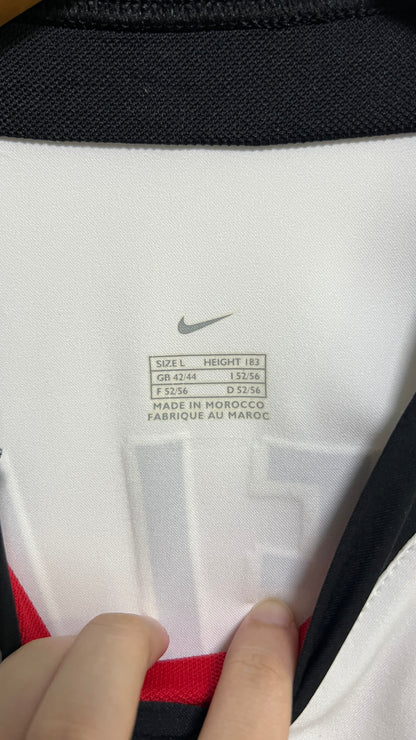 SIZE L HEIGHT 183
GB 42/44 I 52/56
F 52/56 D 52/56
MADE IN MOROCCO
FABRIQUE AU MAROC